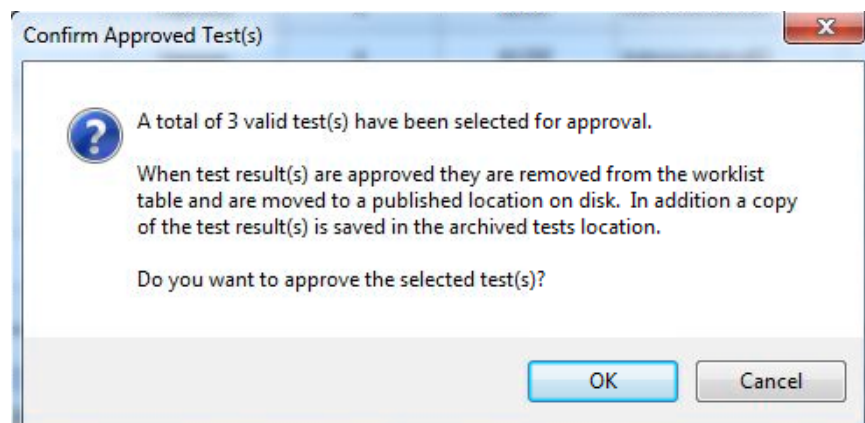 Confirm Approved Test(s)
A total of 3 valid test(s) have been selected for approval.
When test result(s) are approved they are removed from the worklist
table and are moved to a published location on disk.  In addition a copy
of the test result(s) is saved in the archived tests location.
Do you want to approve the selected test(s)?
OK
Cancel